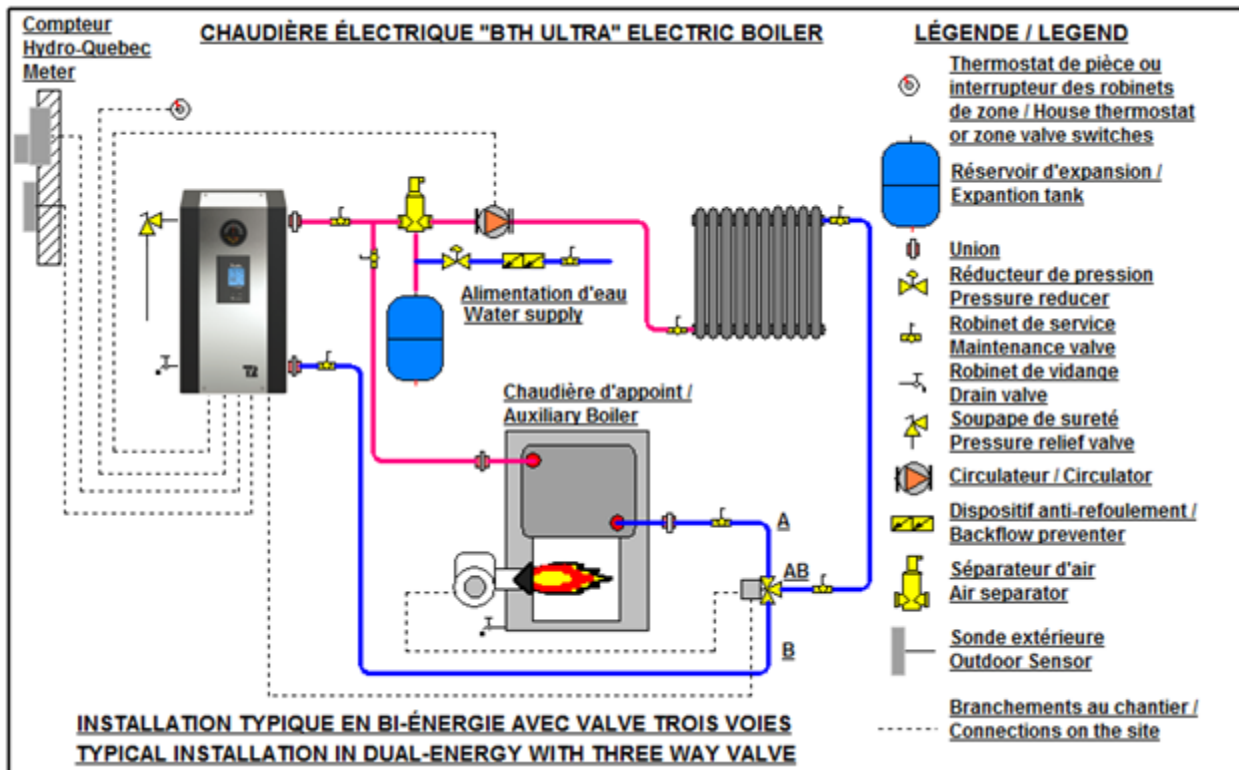 Compteur
Hydro-Quebec
Meter
CHAUDIÈRE ÉLECTRIQUE "BTH ULTRA" ELECTRIC BOILER
T2
Alimentation d'eau
Water supply
Chaudière d'appoint /
Auxiliary Boiler
A
AB
B
INSTALLATION TYPIQUE EN BI-ÉNERGIE AVEC VALVE TROIS VOIES
TYPICAL INSTALLATION IN DUAL-ENERGY WITH THREE WAY VALVE
LÉGENDE / LEGEND
Thermostat de pièce ou
interrupteur des robinets
de zone / House thermostat
or zone valve switches
Réservoir d'expansion /
Expantion tank
Union
Réducteur de pression
Pressure reducer
Robinet de service
Maintenance valve
Robinet de vidange
Drain valve
Soupape de sureté
Pressure relief valve
Circulateur / Circulator
Dispositif anti-refoulement /
Backflow preventer
Séparateur d'air
Air separator
Sonde extérieure
Outdoor Sensor
Branchements au chantier /
Connections on the site